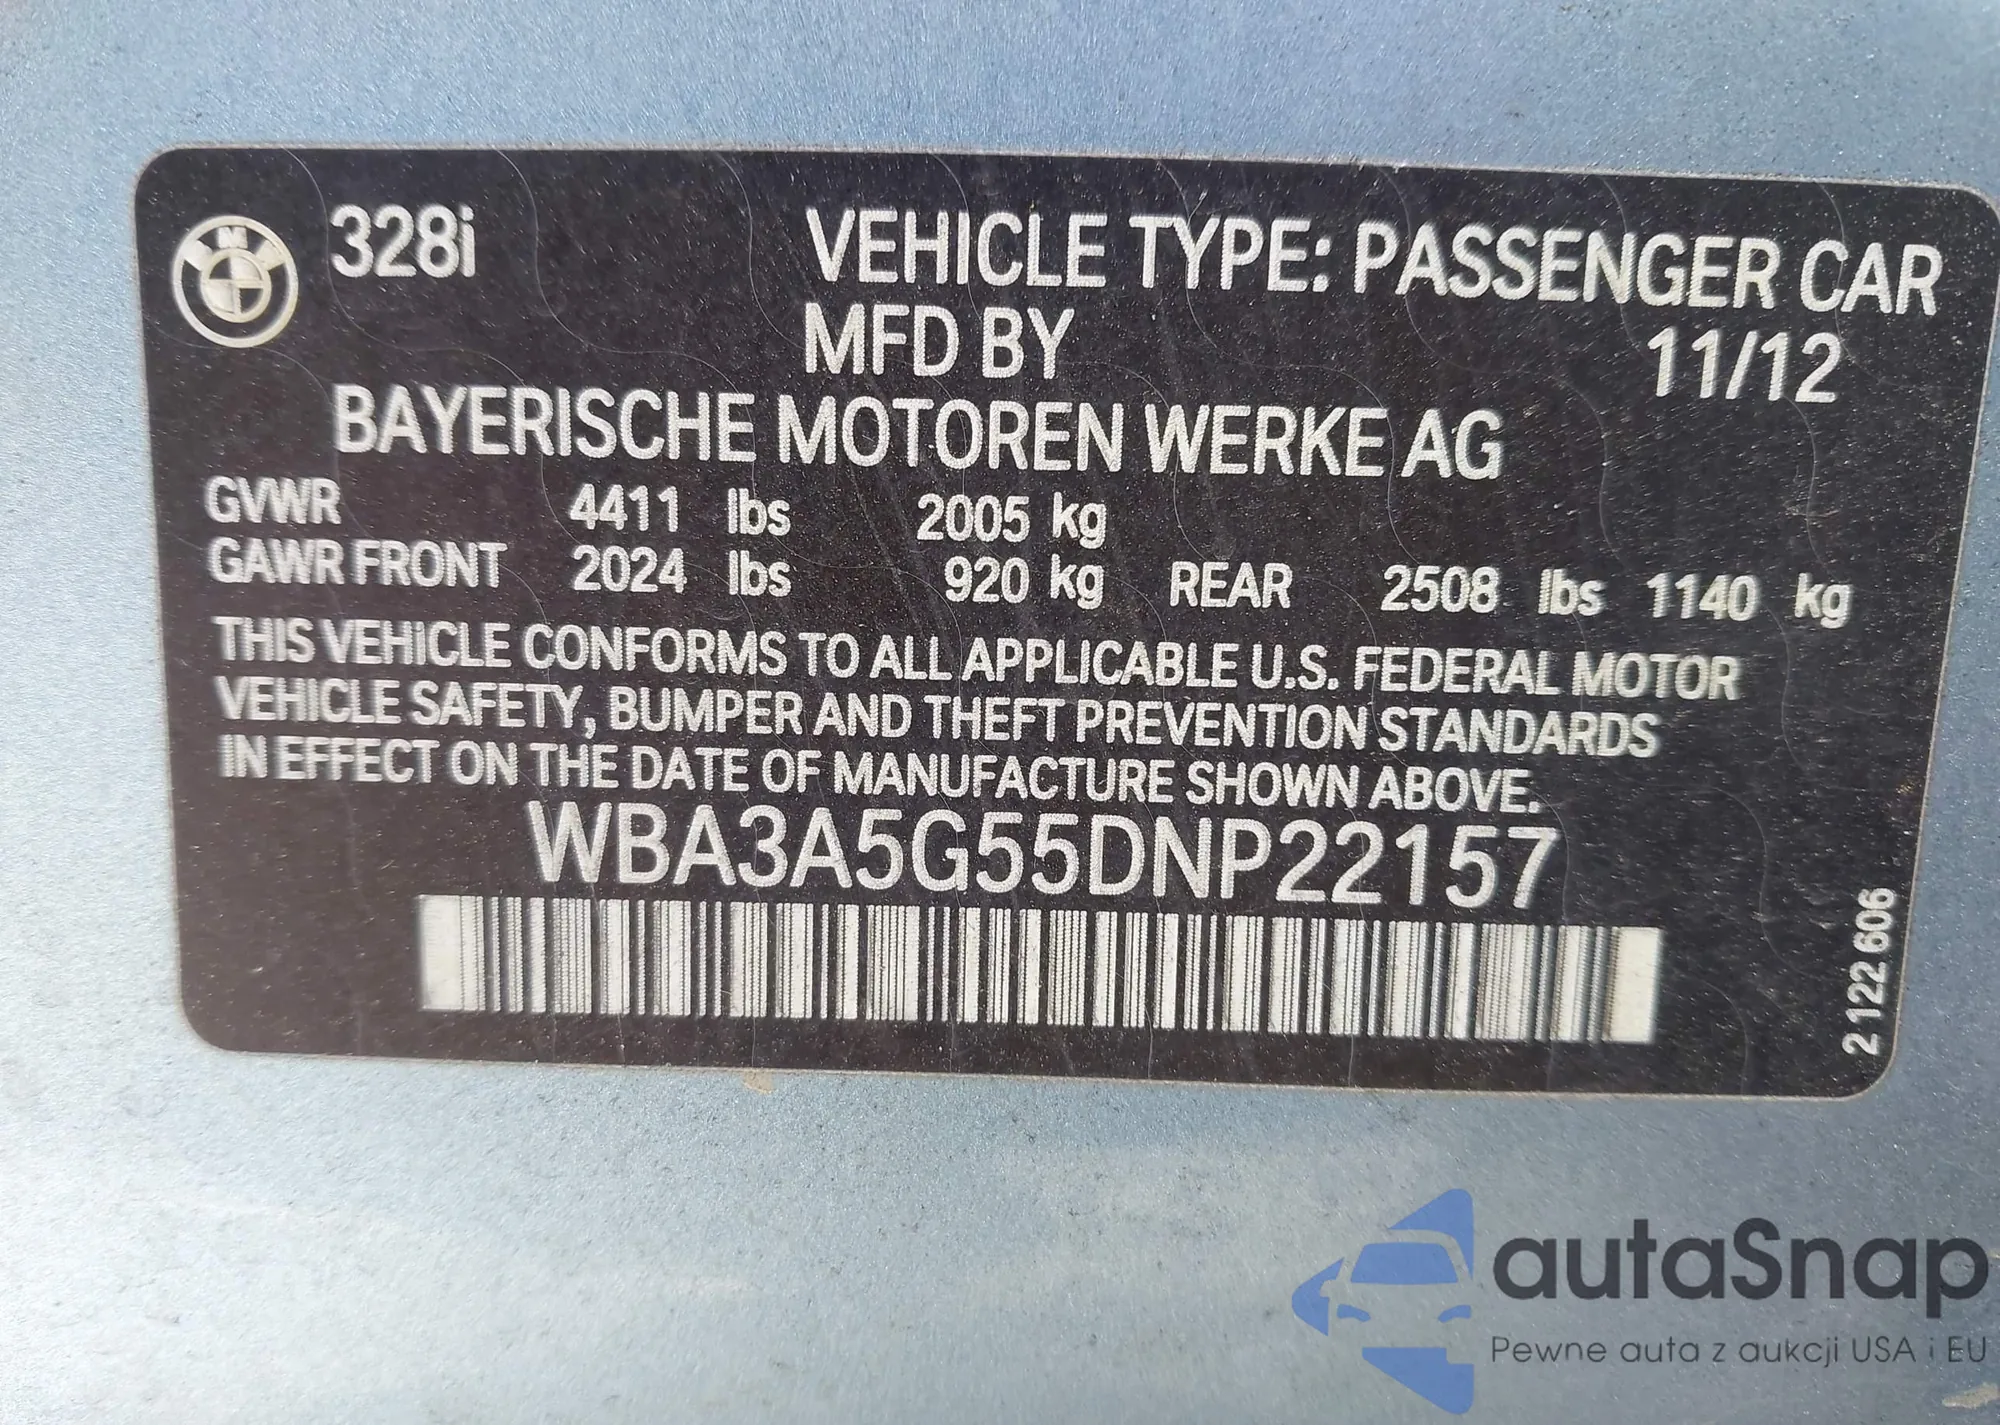 328i VEHICLE TYPE: PASSENGER CAR
MFD BY 11/12
BAYERISCHE MOTOREN WERKE AG
GVWR 4411 lbs 2005 kg
GAWR FRONT 2024 lbs 920 kg REAR 2508 lbs 1140 kg
THIS VEHICLE CONFORMS TO ALL APPLICABLE U.S. FEDERAL MOTOR
VEHICLE SAFETY, BUMPER AND THEFT PREVENTION STANDARDS
IN EFFECT ON THE DATE OF MANUFACTURE SHOWN ABOVE.
WBA3A5G55DNP22157
2 122 606
autaSnap
Pewne auta z aukcji USA i EU